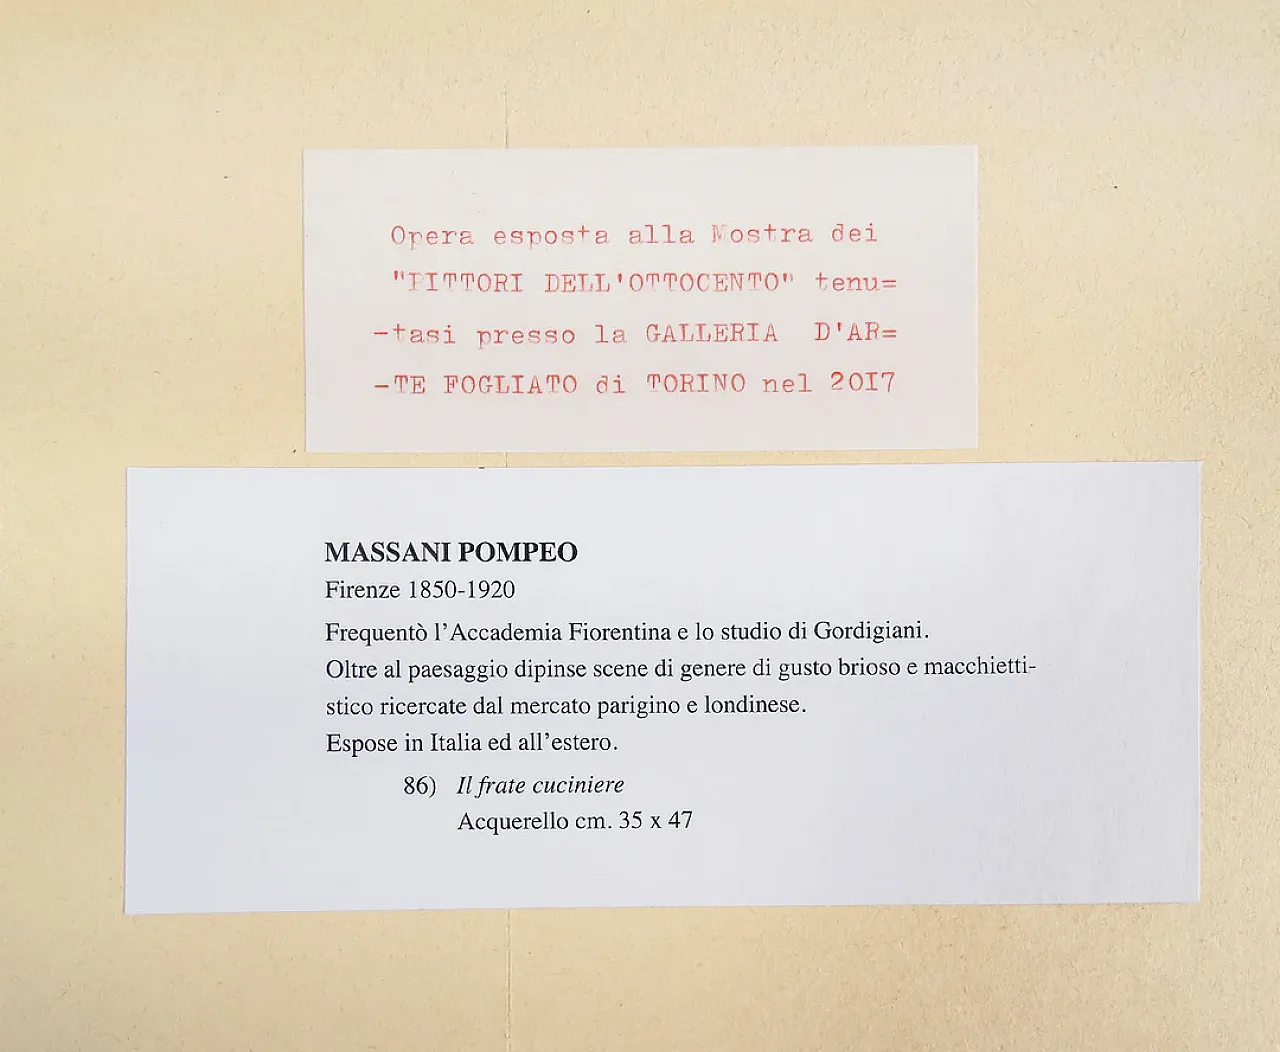 Opera esposta alla Mostra dei
"PITTORI DELL'OTTOCENTO" tenu=
-tasi presso la GALLERIA D'AR=
-TE FOGLIATO di TORINO nel 2017
MASSANI POMPEO
Firenze 1850-1920
Frequentò l'Accademia Fiorentina e lo studio di Gordigiani.
Oltre al paesaggio dipinse scene di genere di gusto brioso e macchietti-
stico ricercate dal mercato parigino e londinese.
Espose in Italia ed all'estero.
86) Il frate cuciniere
Acquerello cm. 35 x 47